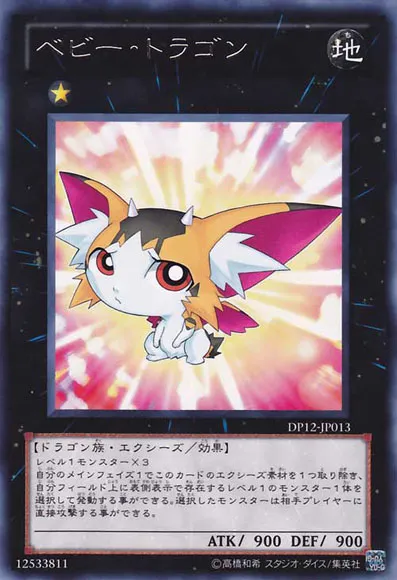 ベビー・トラゴン
地
DP12-JP013
【ドラゴン族・エクシーズ/効果】
レベル1モンスター×3
自分のメインフェイズ1でこのカードのエクシーズ素材を1つ取り除き、
自分フィールド上に表側表示で存在するレベル1のモンスター1体を
選択して発動する事ができる。選択したモンスターは相手プレイヤーに
直接攻撃する事ができる。
ATK/ 900 DEF/ 900
12533811
©高橋和希 スタジオ・ダイス/集英社